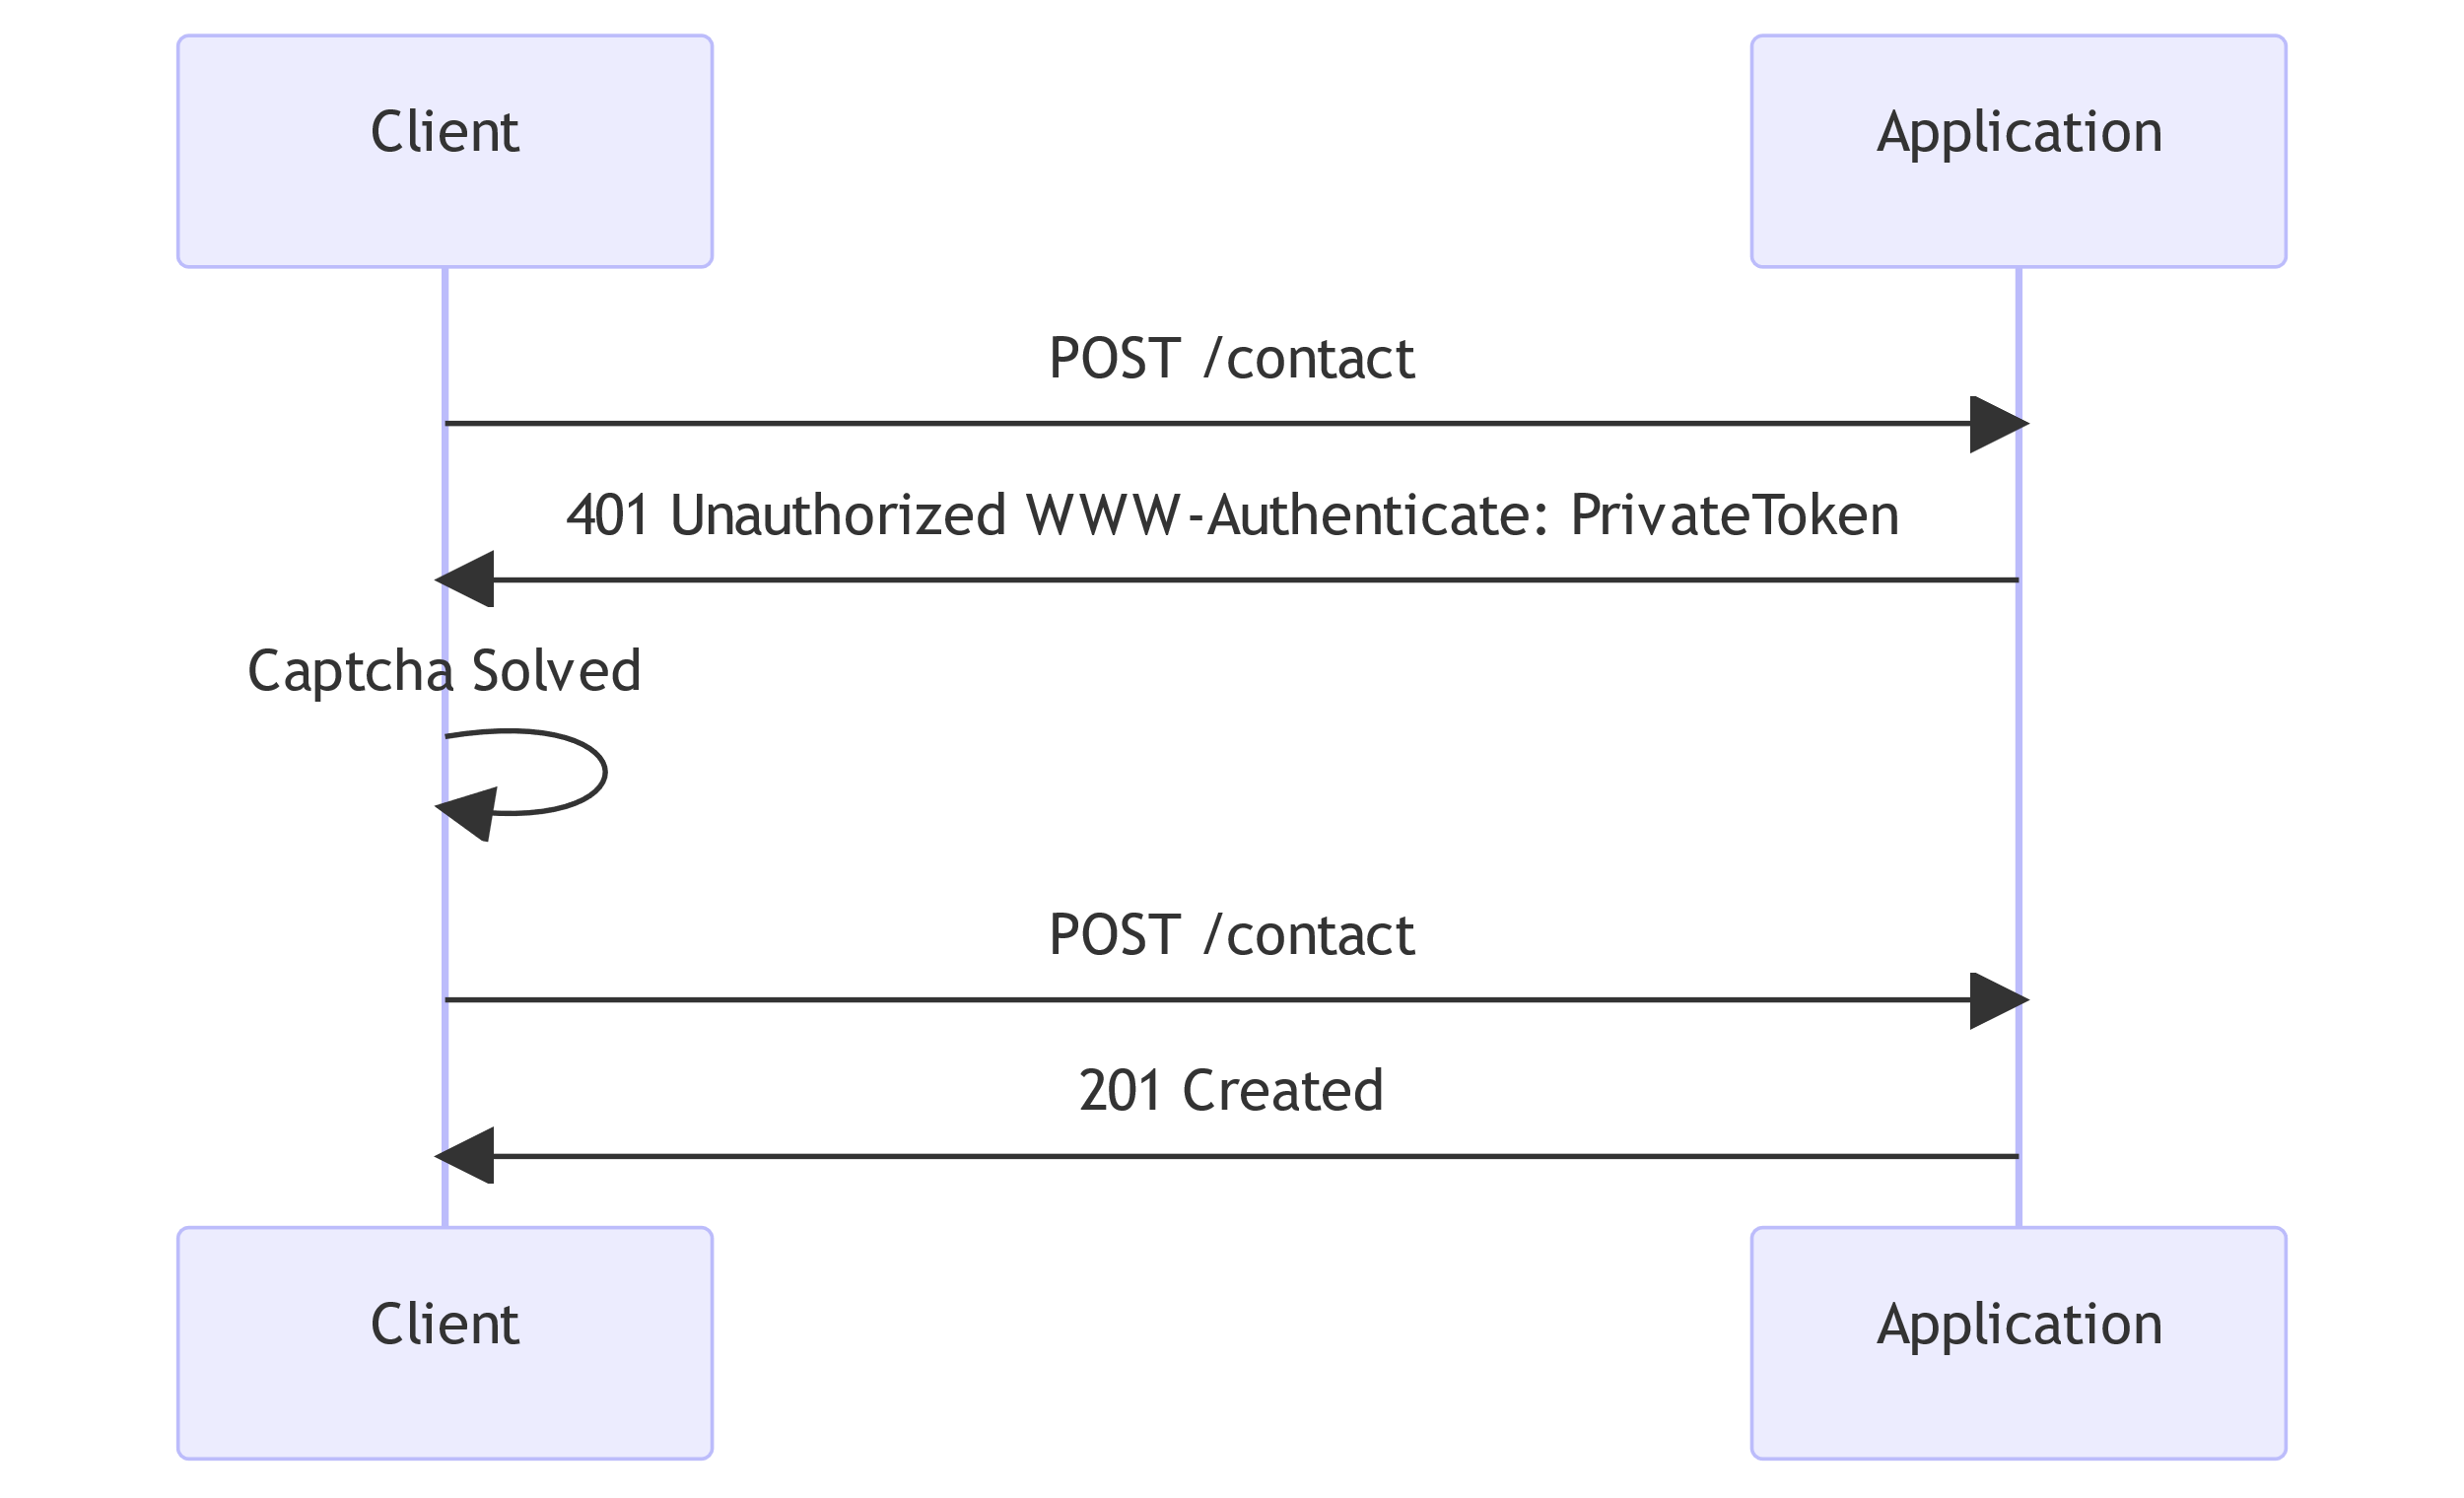 Client
Application
POST /contact
401 Unauthorized WWW-Authenticate: PrivateToken
Captcha Solved
POST /contact
201 Created
Client
Application